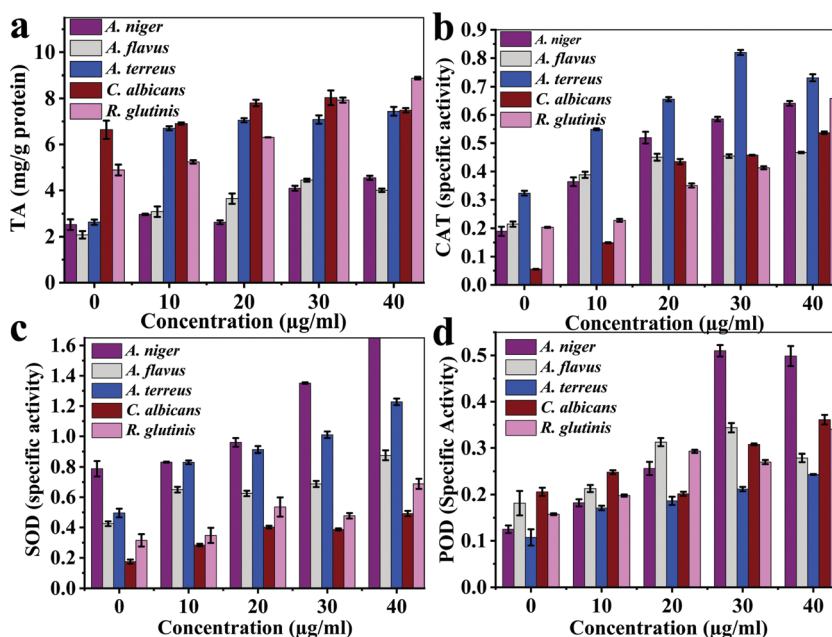 a
A. niger
A. flavus
A. terreus
C. albicans
R. glutinis
TA (mg/g protein)
10
8
6
4
2
0
0 10 20 30 40
Concentration (µg/ml)
b
A. niger
A. flavus
A. terreus
C. albicans
R. glutinis
CAT (specific activity)
0.9
0.8
0.7
0.6
0.5
0.4
0.3
0.2
0.1
0.0
0 10 20 30 40
Concentration (µg/ml)
c
A. niger
A. flavus
A. terreus
C. albicans
R. glutinis
SOD (specific activity)
1.6
1.4
1.2
1.0
0.8
0.6
0.4
0.2
0.0
0 10 20 30 40
Concentration (µg/ml)
d
A. niger
A. flavus
A. terreus
C. albicans
R. glutinis
POD (Specific Activity)
0.5
0.4
0.3
0.2
0.1
0.0
0 10 20 30 40
Concentration (µg/ml)